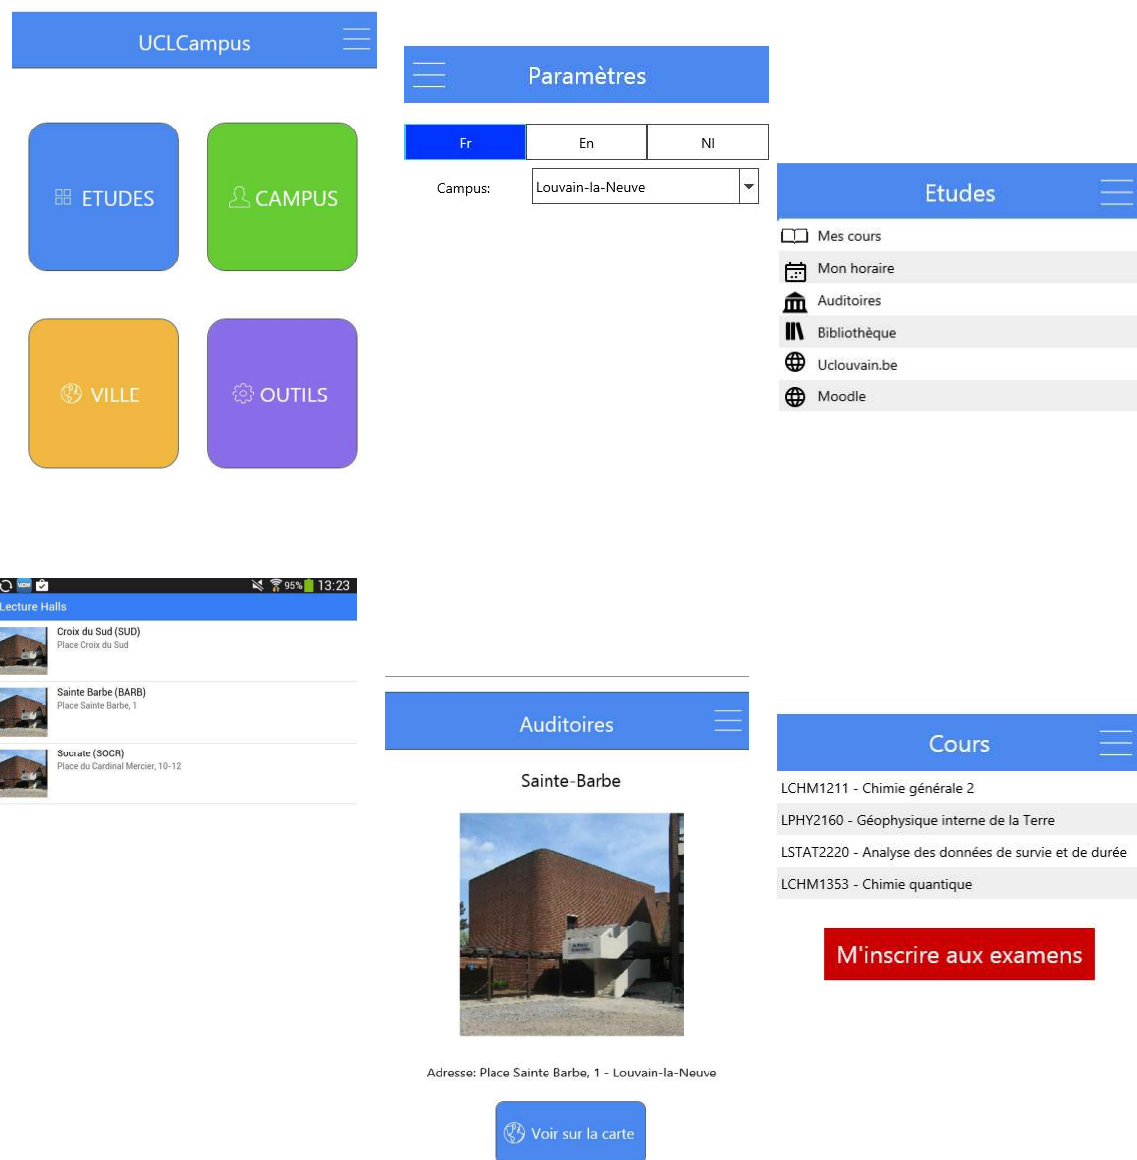 UCLCampus
ETUDES
CAMPUS
VILLE
OUTILS
Paramètres
Fr
En
Nl
Campus:
Louvain-la-Neuve
Etudes
Mes cours
Mon horaire
Auditoires
Bibliothèque
Uclouvain.be
Moodle
95%
13:23
Lecture Halls
Croix du Sud (SUD)
Place Croix du Sud
Sainte Barbe (BARB)
Place Sainte Barbe, 1
Socrate (SOCR)
Place du Cardinal Mercier, 10-12
Auditoires
Sainte-Barbe
Adresse: Place Sainte Barbe, 1 - Louvain-la-Neuve
Voir sur la carte
Cours
LCHM1211 - Chimie générale 2
LPHY2160 - Géophysique interne de la Terre
LSTAT2220 - Analyse des données de survie et de durée
LCHM1353 - Chimie quantique
M'inscrire aux examens